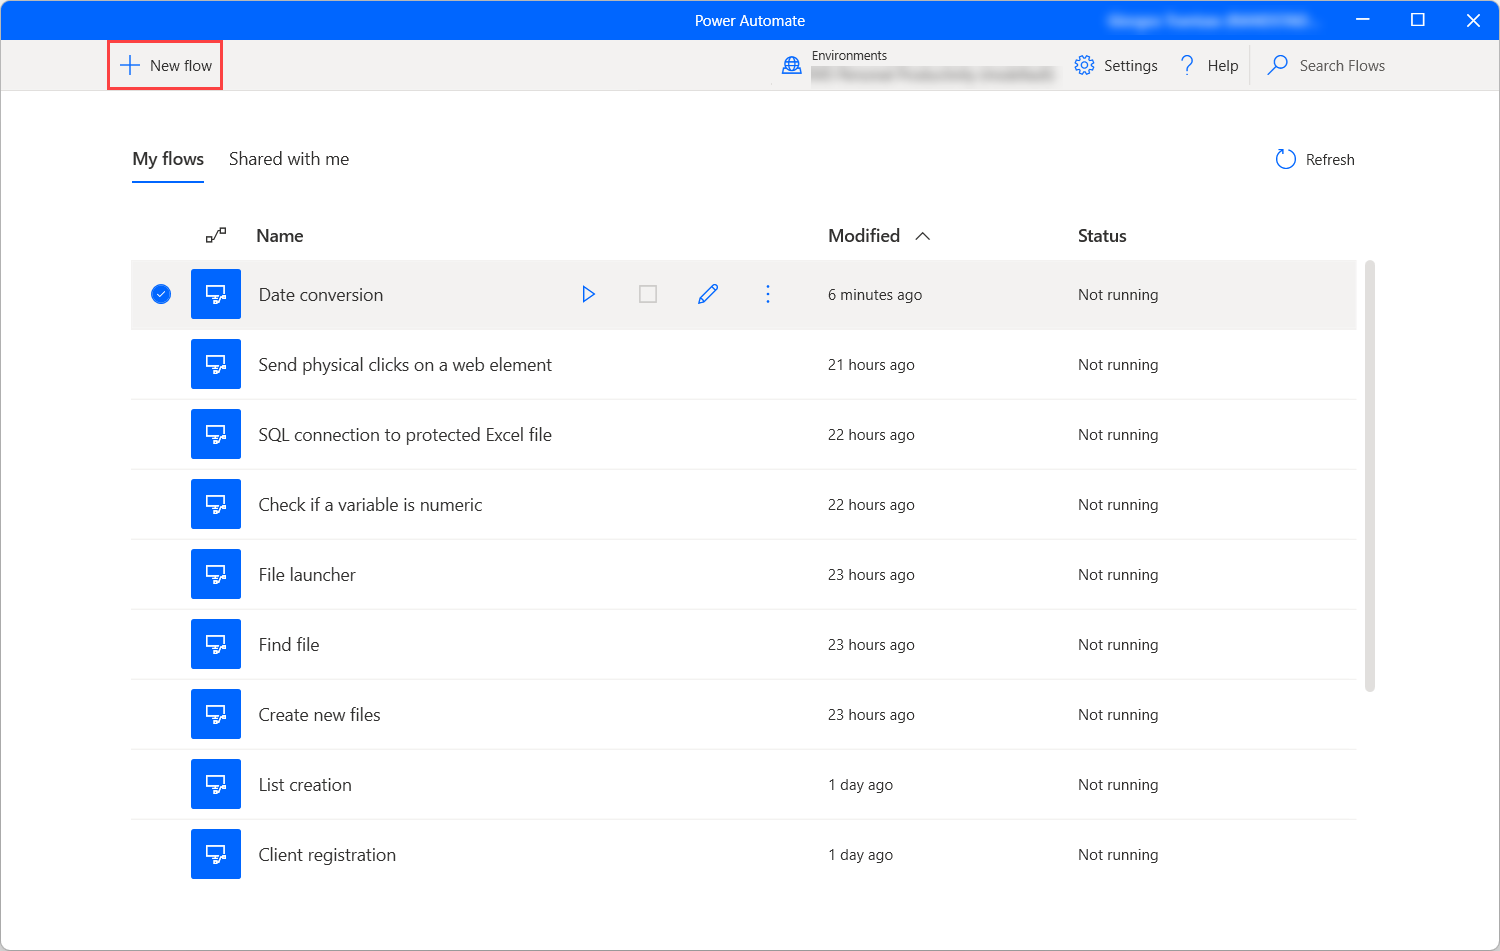 Power Automate
New flow
Environments
Settings
Help
Search Flows
My flows
Shared with me
Refresh
Name Modified Status
Date conversion 6 minutes ago Not running
Send physical clicks on a web element 21 hours ago Not running
SQL connection to protected Excel file 22 hours ago Not running
Check if a variable is numeric 22 hours ago Not running
File launcher 23 hours ago Not running
Find file 23 hours ago Not running
Create new files 23 hours ago Not running
List creation 1 day ago Not running
Client registration 1 day ago Not running